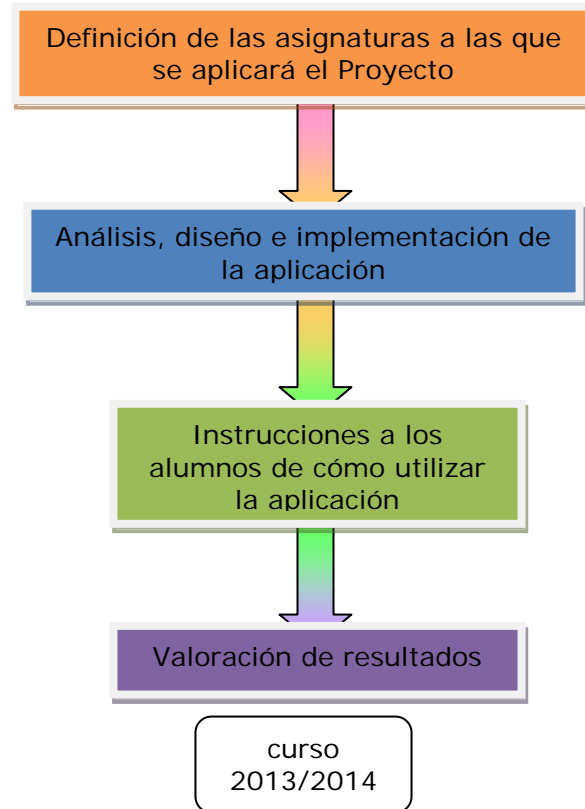 Definición de las asignaturas a las que
se aplicará el Proyecto
Análisis, diseño e implementación de
la aplicación
Instrucciones a los
alumnos de cómo utilizar
la aplicación
Valoración de resultados
curso
2013/2014